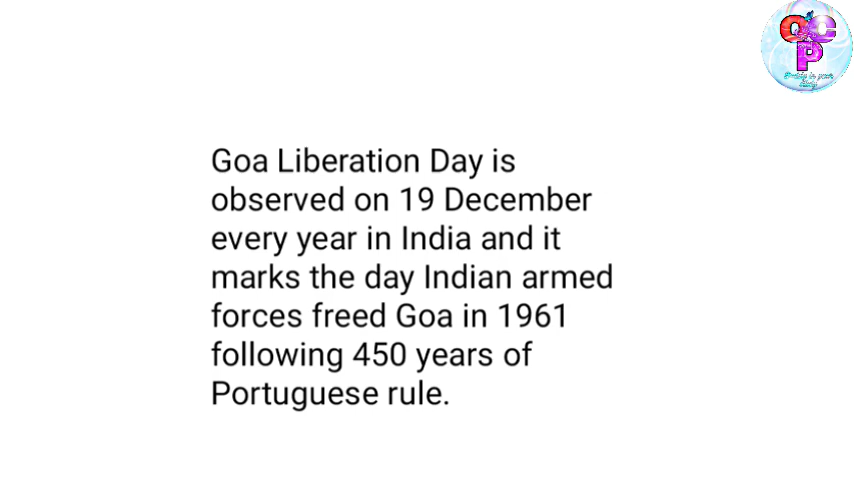 QCP
Goa Liberation Day is
observed on 19 December
every year in India and it
marks the day Indian armed
forces freed Goa in 1961
following 450 years of
Portuguese rule.